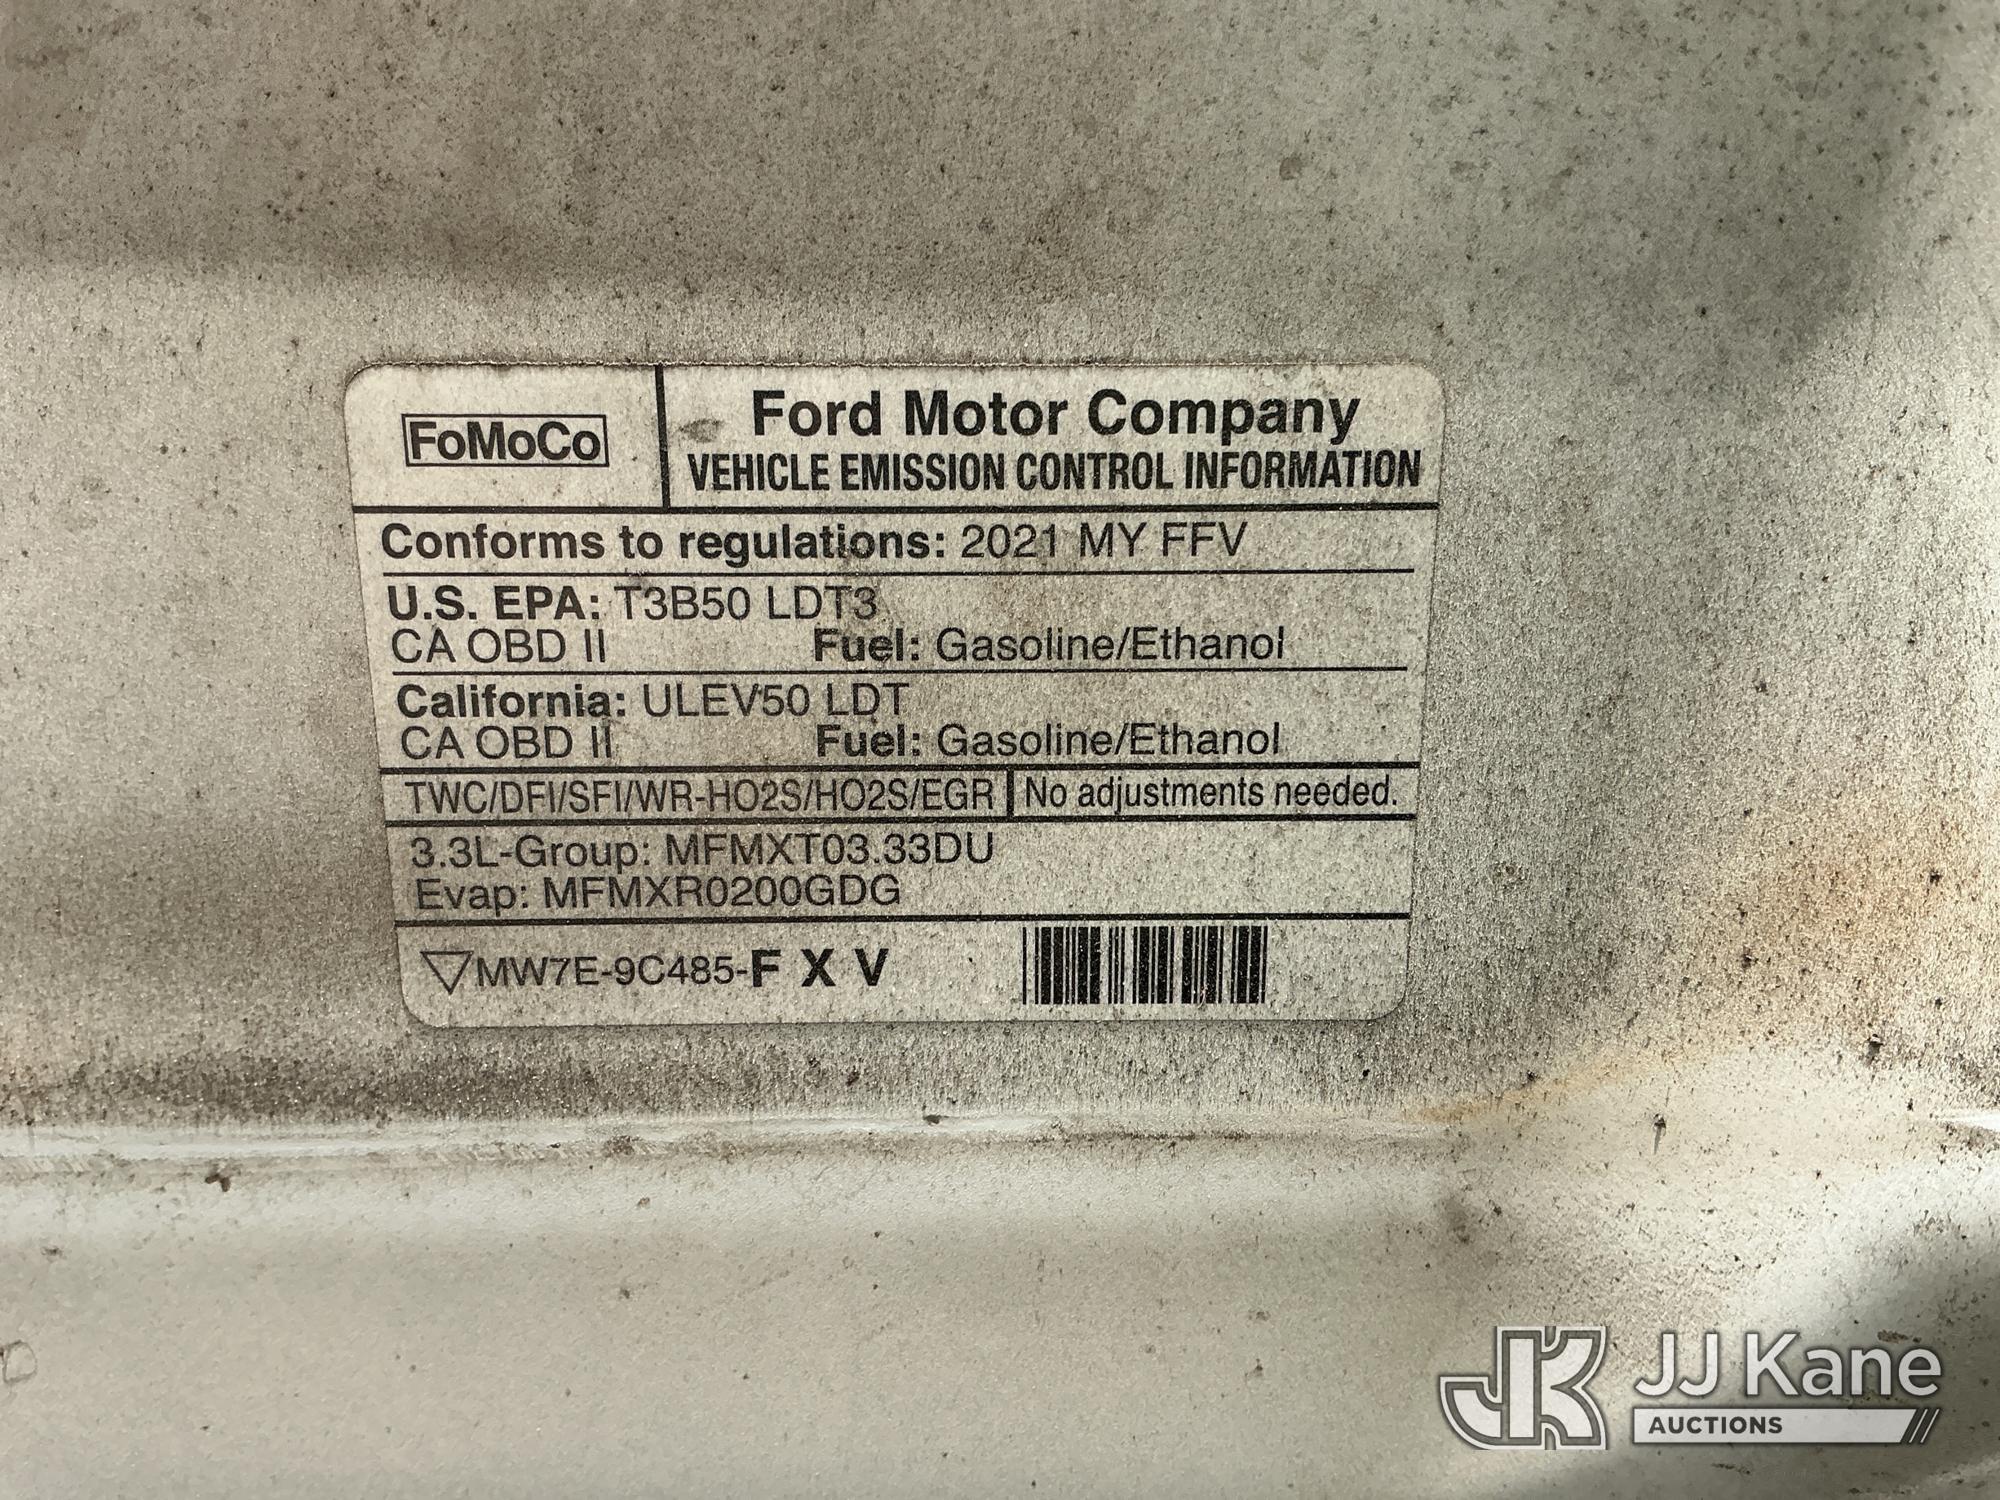 FoMoCo
Ford Motor Company
VEHICLE EMISSION CONTROL INFORMATION
Conforms to regulations: 2021 MY FFV
U.S. EPA: T3B50 LDT3
CA OBD II Fuel: Gasoline/Ethanol
California: ULEV50 LDT
CA OBD II Fuel: Gasoline/Ethanol
TWC/DFI/SFI/WR-HO2S/HO2S/EGR No adjustments needed.
3.3L-Group: MFMXT03.33DU
Evap: MFMXR0200GDG
MW7E-9C485-F X V
JK JJ Kane
AUCTIONS